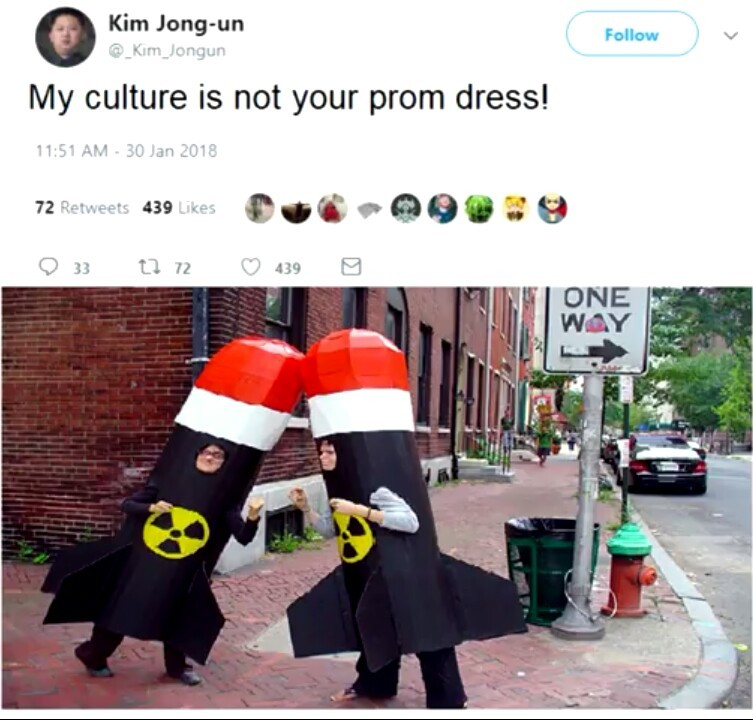 Kim Jong-un
@_Kim_Jongun
Follow
My culture is not your prom dress!
11:51 AM - 30 Jan 2018
72 Retweets 439 Likes
33 72 439
ONE
WAY